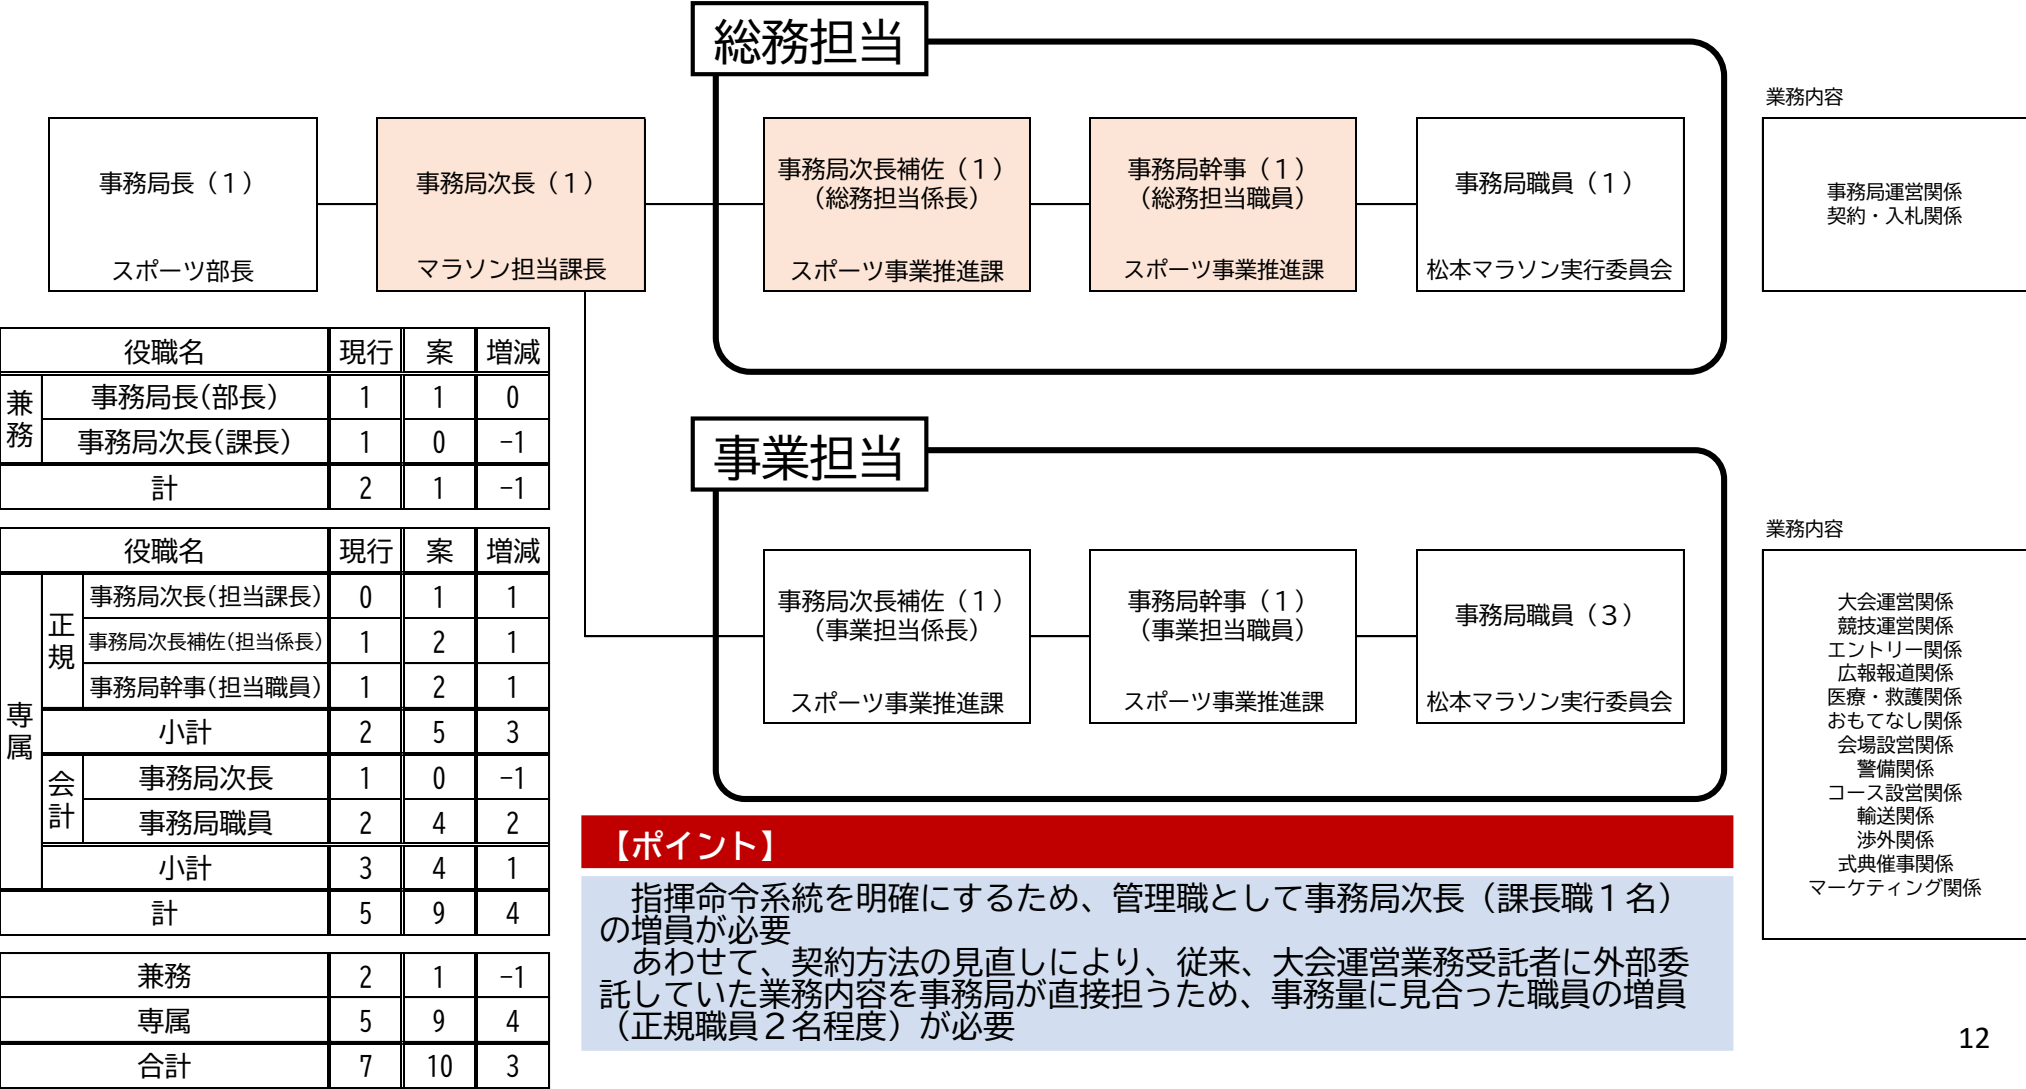 総務担当
事務局長（１）
スポーツ部長
事務局次長（１）
マラソン担当課長
事務局次長補佐（１）
（総務担当係長）
スポーツ事業推進課
事務局幹事（１）
（総務担当職員）
スポーツ事業推進課
事務局職員（１）
松本マラソン実行委員会
業務内容
事務局運営関係
契約・入札関係
役職名 現行 案 増減
兼務
事務局長(部長) 1 1 0
事務局次長(課長) 1 0 -1
計 2 1 -1
役職名 現行 案 増減
専属
正規
事務局次長(担当課長) 0 1 1
事務局次長補佐(担当係長) 1 2 1
事務局幹事(担当職員) 1 2 1
小計 2 5 3
会計
事務局次長 1 0 -1
事務局職員 2 4 2
小計 3 4 1
計 5 9 4
兼務 2 1 -1
専属 5 9 4
合計 7 10 3
事業担当
事務局次長補佐（１）
（事業担当係長）
スポーツ事業推進課
事務局幹事（１）
（事業担当職員）
スポーツ事業推進課
事務局職員（３）
松本マラソン実行委員会
業務内容
大会運営関係
競技運営関係
エントリー関係
広報報道関係
医療・救護関係
おもてなし関係
会場設営関係
警備関係
コース設営関係
輸送関係
渉外関係
式典催事関係
マーケティング関係
【ポイント】
指揮命令系統を明確にするため、管理職として事務局次長（課長職１名）
の増員が必要
あわせて、契約方法の見直しにより、従来、大会運営業務受託者に外部委
託していた業務内容を事務局が直接担うため、事務量に見合った職員の増員
（正規職員２名程度）が必要
12